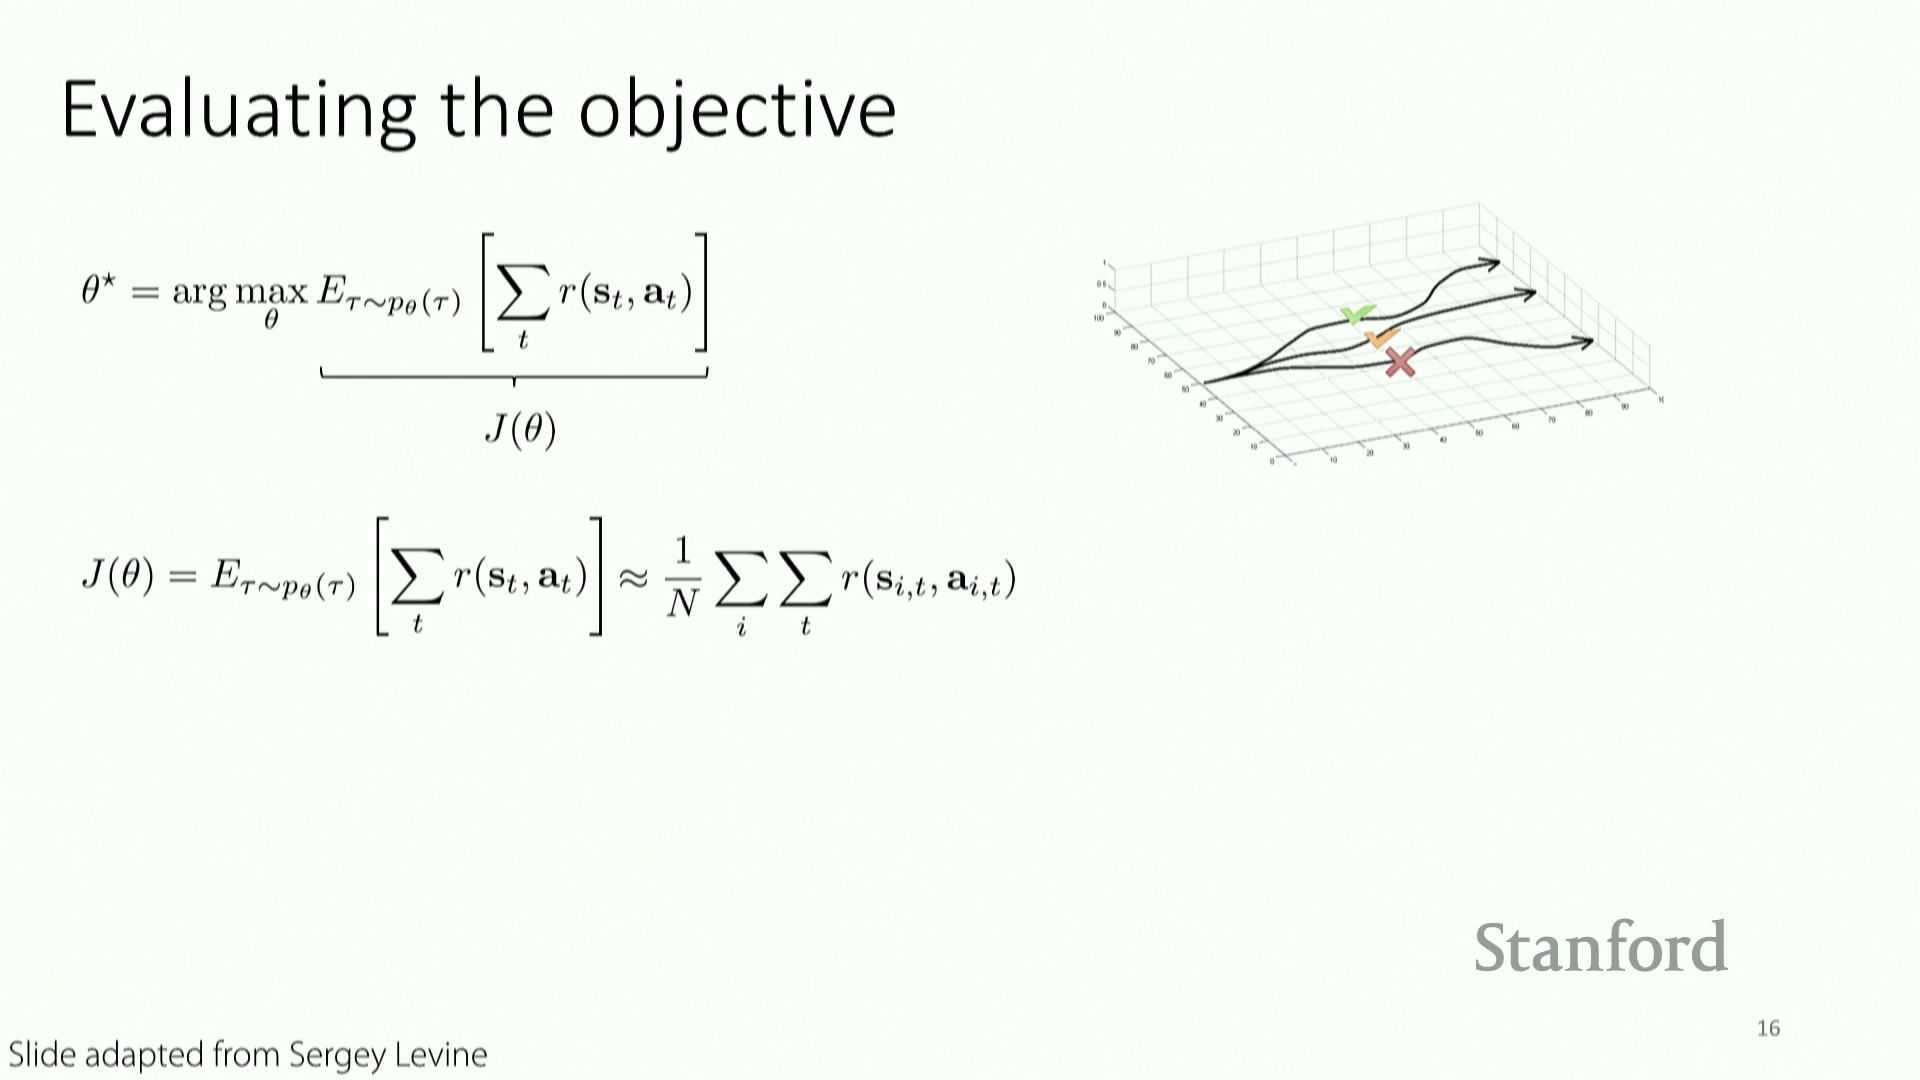 Evaluating the objective
θ* = arg max_θ E_{τ∼p_θ(τ)} [∑_t r(s_t, a_t)]
J(θ)
J(θ) = E_{τ∼p_θ(τ)} [∑_t r(s_t, a_t)] ≈ 1/N ∑_i ∑_t r(s_{i,t}, a_{i,t})
Stanford
16
Slide adapted from Sergey Levine